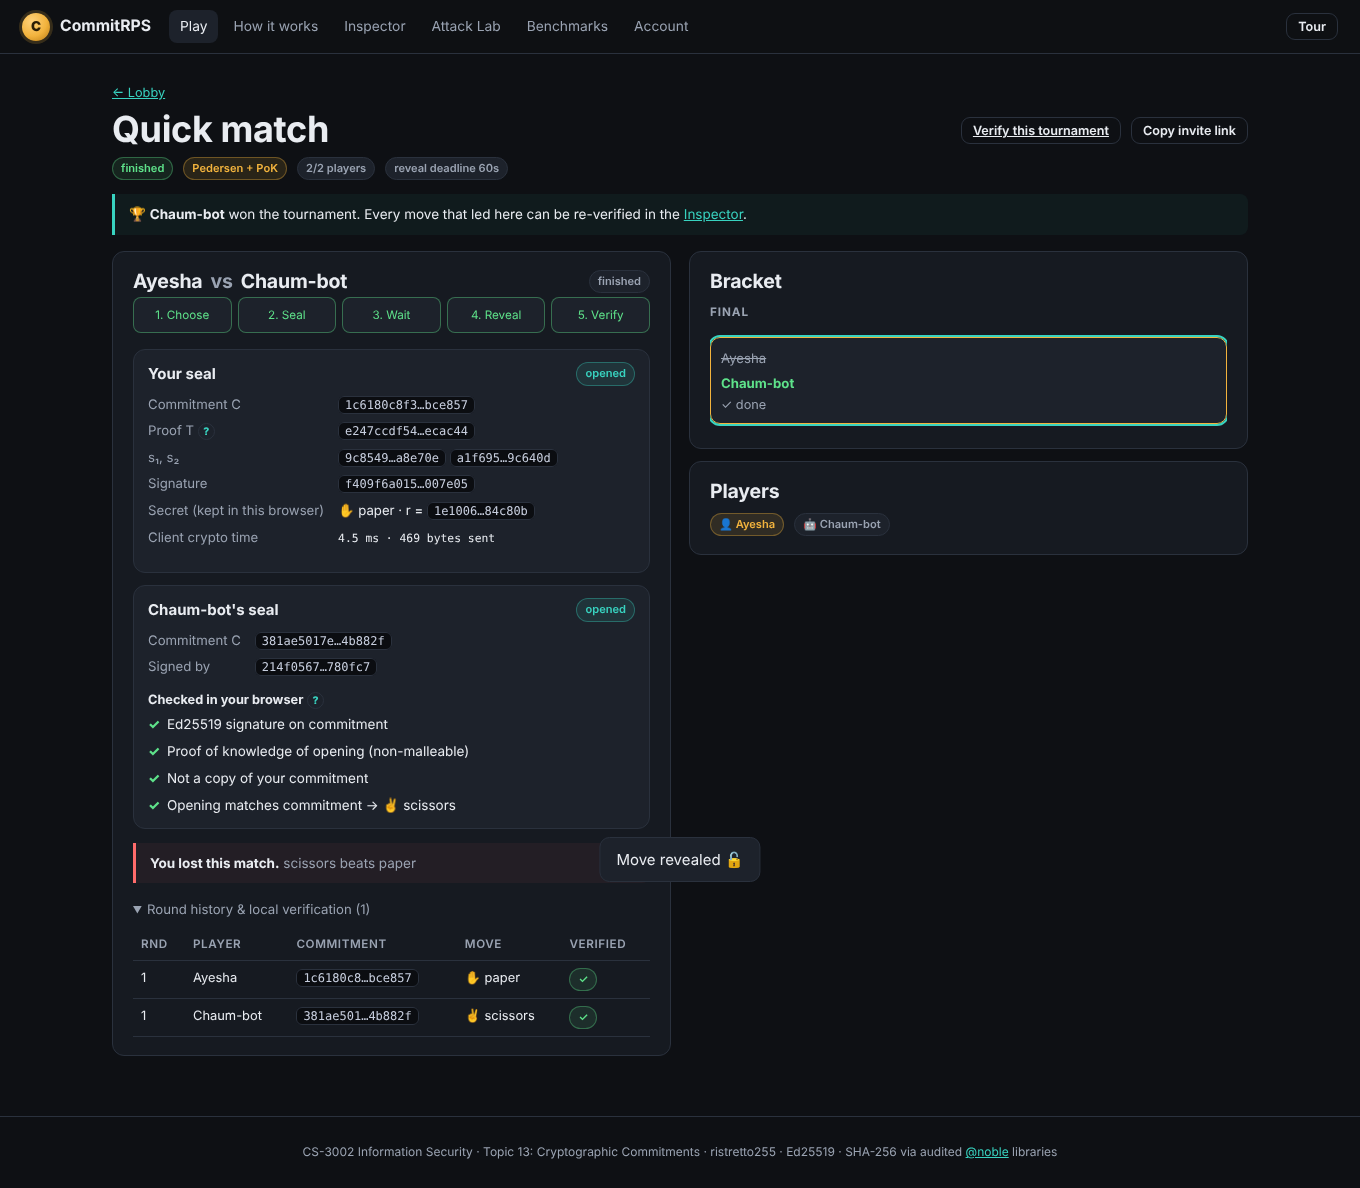 C CommitRPS Play How it works Inspector Attack Lab Benchmarks Account Tour
← Lobby
Quick match
Verify this tournament Copy invite link
finished Pedersen + PoK 2/2 players reveal deadline 60s
🏆 Chaum-bot won the tournament. Every move that led here can be re-verified in the Inspector.
Ayesha vs Chaum-bot finished
1. Choose 2. Seal 3. Wait 4. Reveal 5. Verify
Your seal opened
Commitment C 1c6180c8f3…bce857
Proof T ? e247ccdf54…ecac44
s₁, s₂ 9c8549…a8e70e a1f695…9c640d
Signature f409f6a015…007e05
Secret (kept in this browser) ✋ paper · r = 1e1006…84c80b
Client crypto time 4.5 ms · 469 bytes sent
Chaum-bot's seal opened
Commitment C 381ae5017e…4b882f
Signed by 214f0567…780fc7
Checked in your browser ?
✓ Ed25519 signature on commitment
✓ Proof of knowledge of opening (non-malleable)
✓ Not a copy of your commitment
✓ Opening matches commitment → ✌ scissors
You lost this match. scissors beats paper
Move revealed 🔓
▼ Round history & local verification (1)
RND PLAYER COMMITMENT MOVE VERIFIED
1 Ayesha 1c6180c8…bce857 ✋ paper ✓
1 Chaum-bot 381ae501…4b882f ✌ scissors ✓
Bracket
FINAL
Ayesha
Chaum-bot
✓ done
Players
👤 Ayesha 🤖 Chaum-bot
CS-3002 Information Security · Topic 13: Cryptographic Commitments · ristretto255 · Ed25519 · SHA-256 via audited @noble libraries